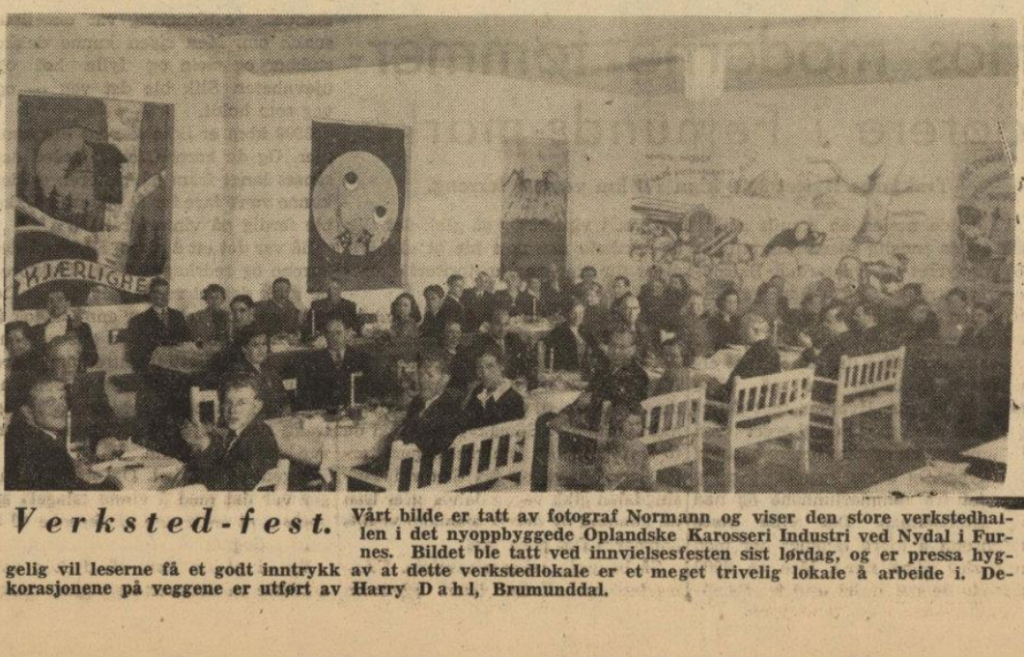 KJÆRLIGHE
Verksted-fest. Vårt bilde er tatt av fotograf Normann og viser den store verkstedhal-
len i det nyoppbyggede Oplandske Karosseri Industri ved Nydal i Fur-
nes. Bildet ble tatt ved innvielsesfesten sist lørdag, og er pressa hyg-
gelig vil leserne få et godt inntrykk av at dette verkstedlokale er et meget trivelig lokale å arbeide i. De-
korasjonene på veggene er utført av Harry Dahl, Brumunddal.